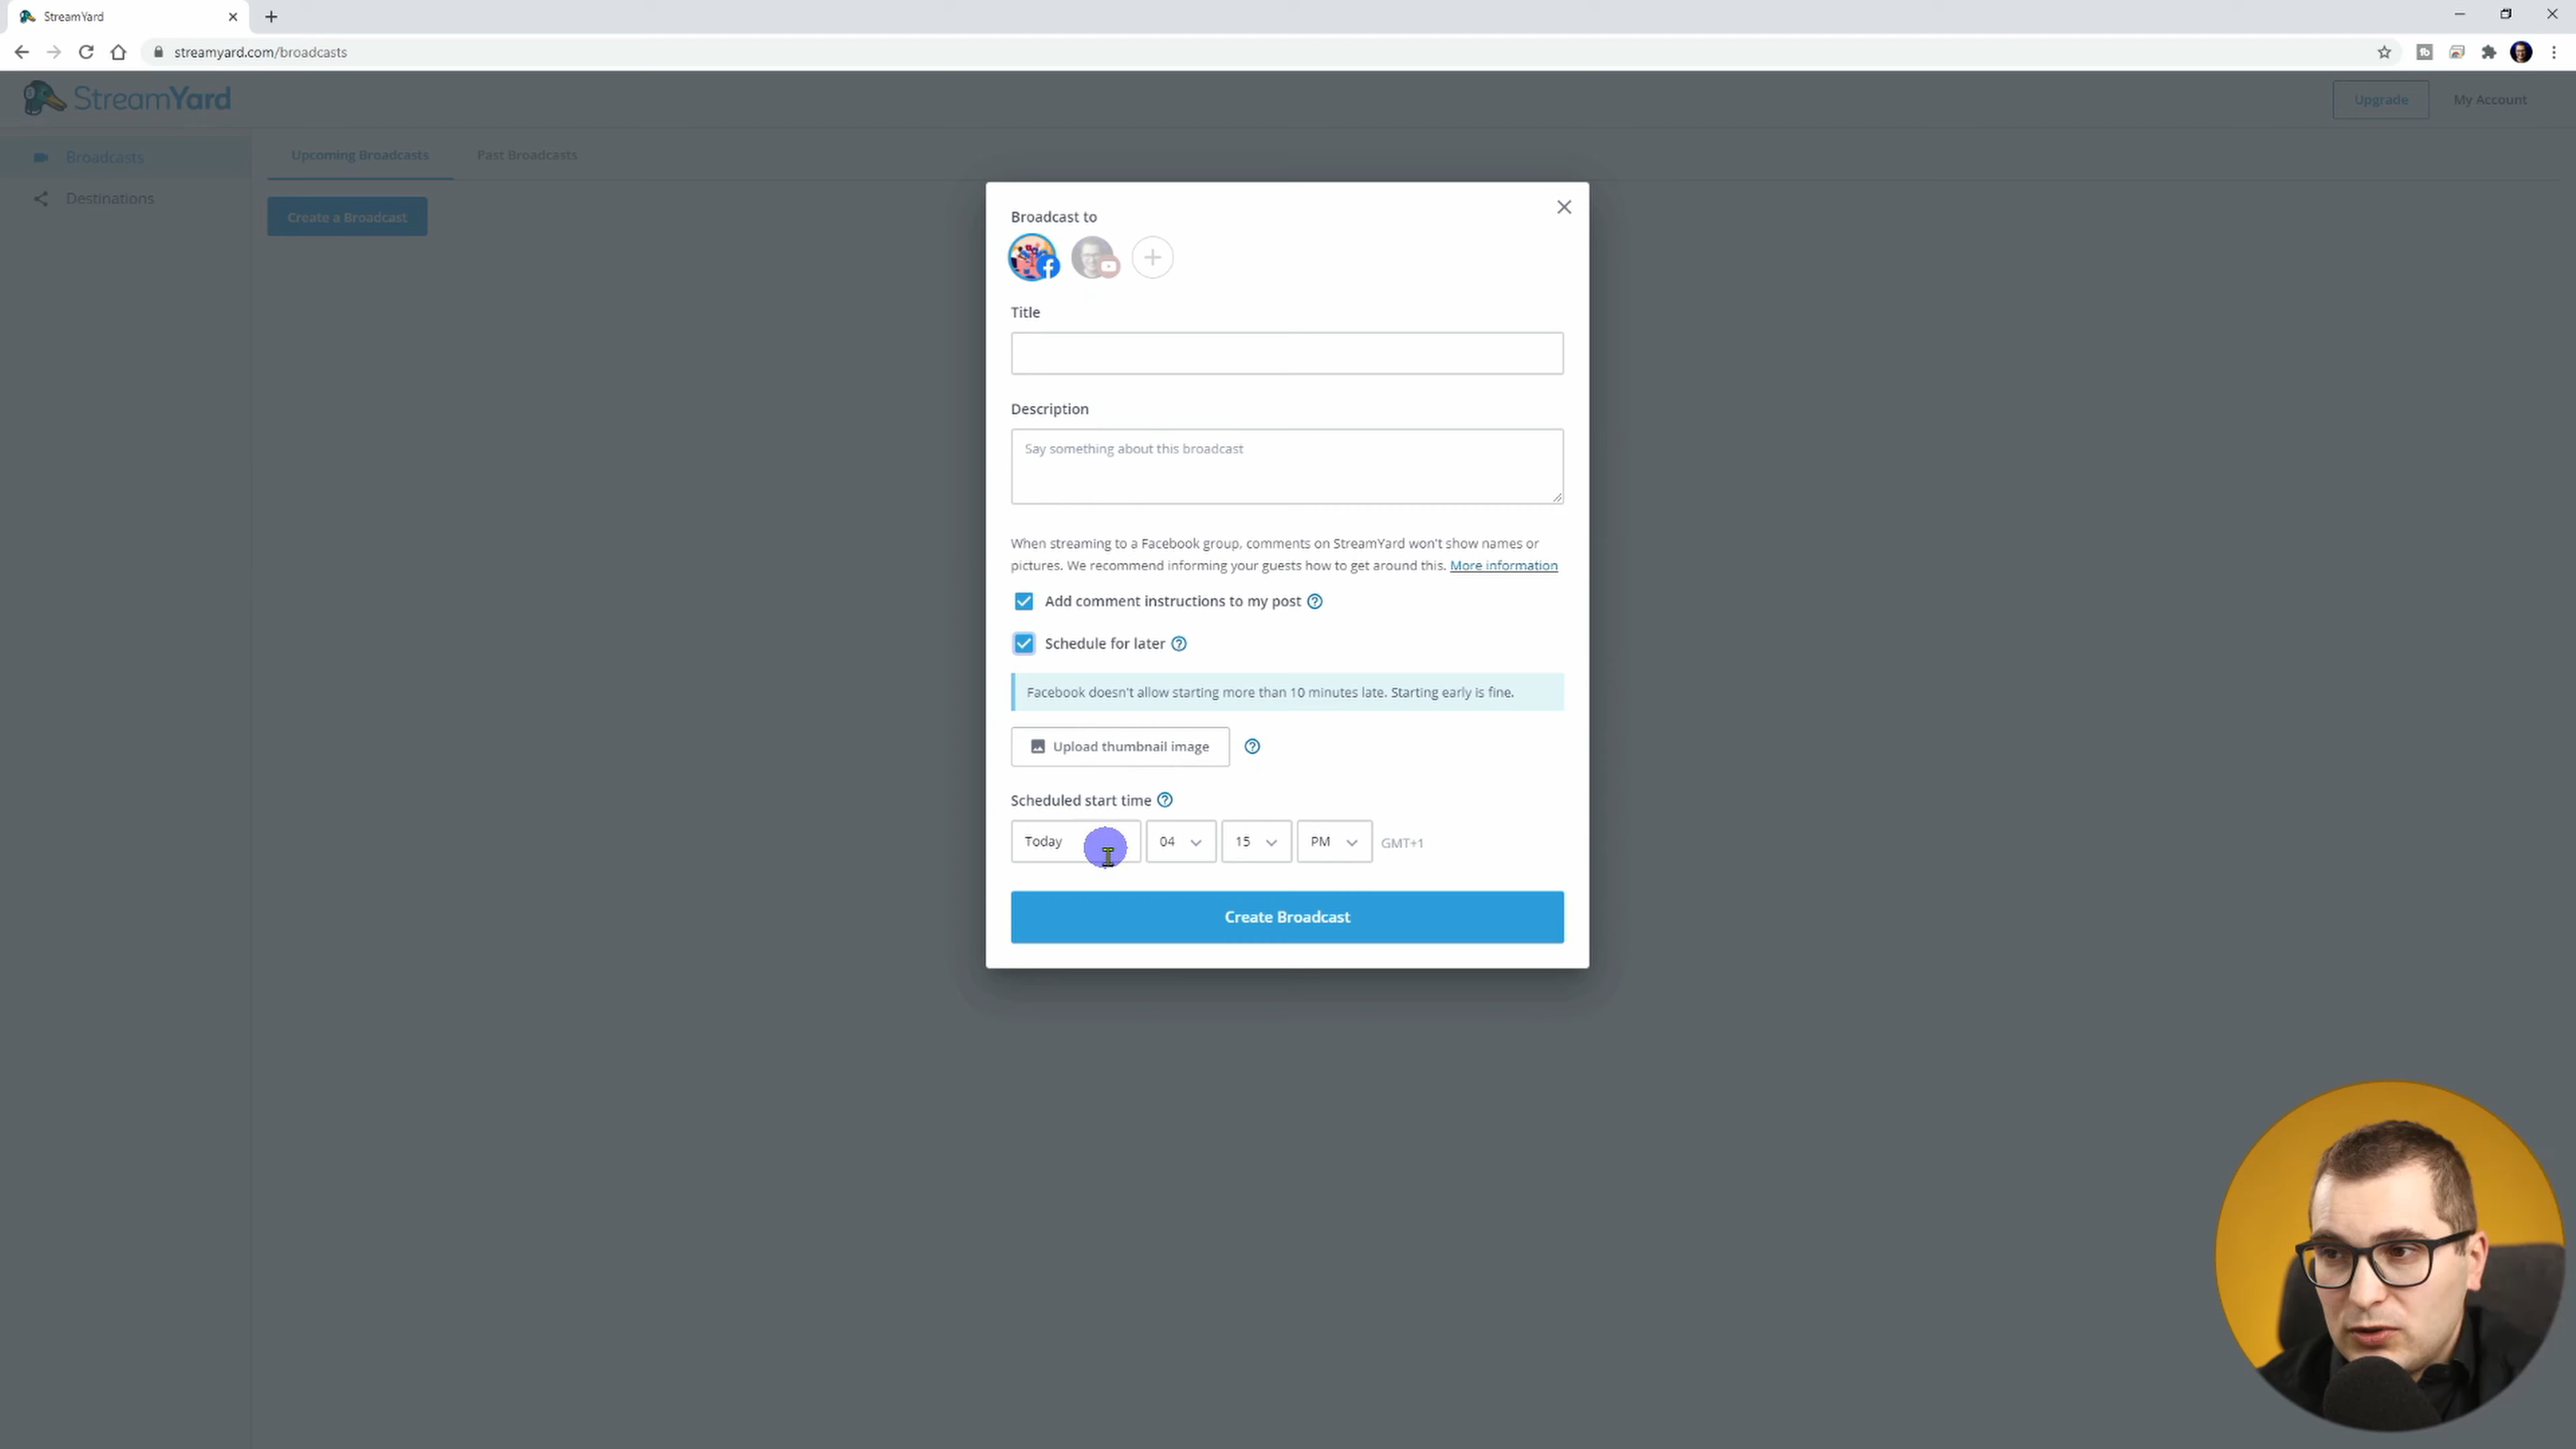 StreamYard
streamyard.com/broadcasts
StreamYard
Upgrade
My Account
Broadcasts
Destinations
Upcoming Broadcasts
Past Broadcasts
Create a Broadcast
Broadcast to
Title
Description
Say something about this broadcast
When streaming to a Facebook group, comments on StreamYard won't show names or
pictures. We recommend informing your guests how to get around this. More information
Add comment instructions to my post
Schedule for later
Facebook doesn't allow starting more than 10 minutes late. Starting early is fine.
Upload thumbnail image
Scheduled start time
Today 04 15 PM GMT+1
Create Broadcast